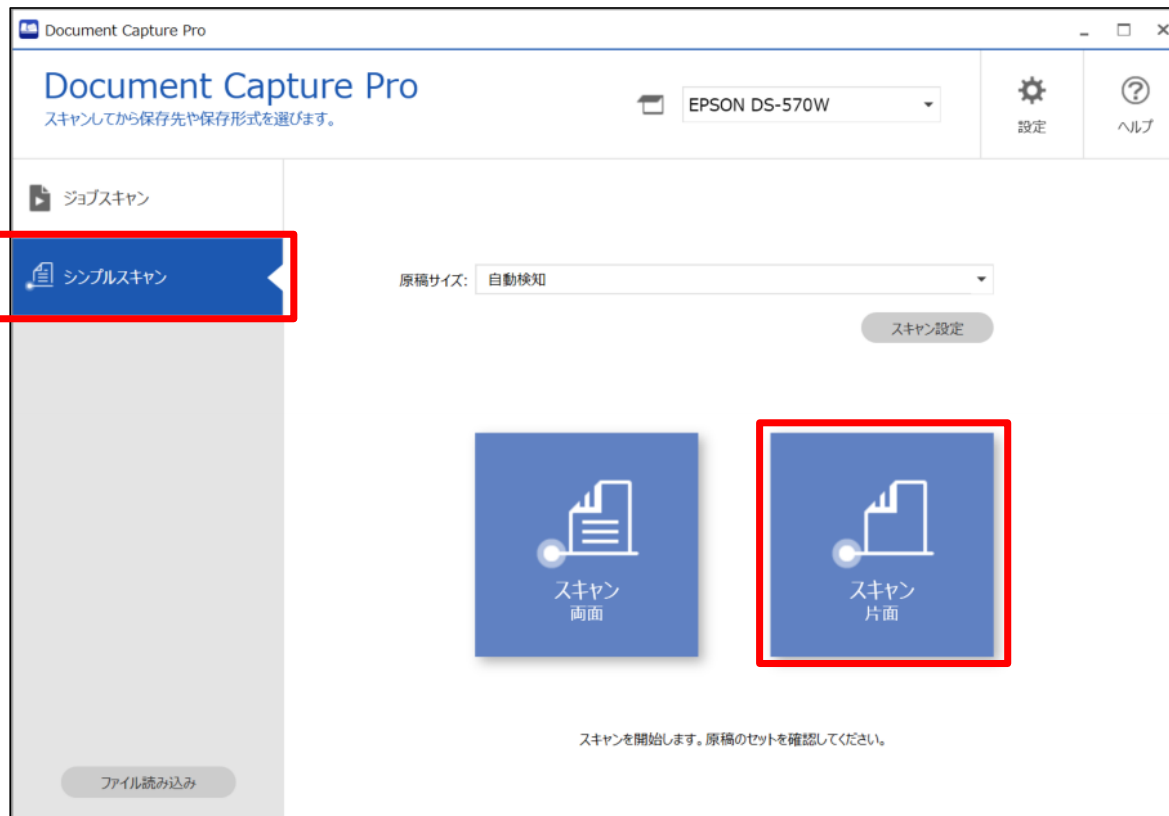 Document Capture Pro
Document Capture Pro
スキャンしてから保存先や保存形式を選びます。
EPSON DS-570W
設定
ヘルプ
ジョブスキャン
シンプルスキャン
原稿サイズ: 自動検知
スキャン設定
スキャン
両面
スキャン
片面
スキャンを開始します。原稿のセットを確認してください。
ファイル読み込み